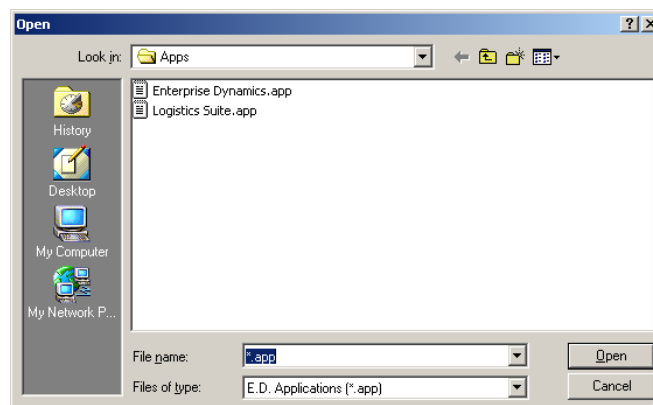 Open
Look in: Apps
Enterprise Dynamics.app
Logistics Suite.app
History
Desktop
My Computer
My Network P...
File name: *.app
Open
Files of type: E.D. Applications (*.app)
Cancel